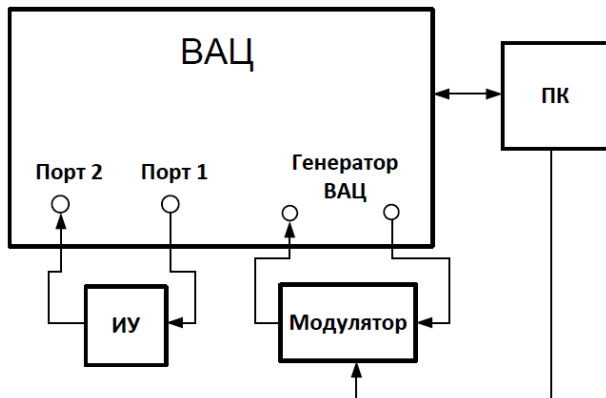 ВАЦ
ПК
Порт 2
Порт 1
Генератор
ВАЦ
ИУ
Модулятор